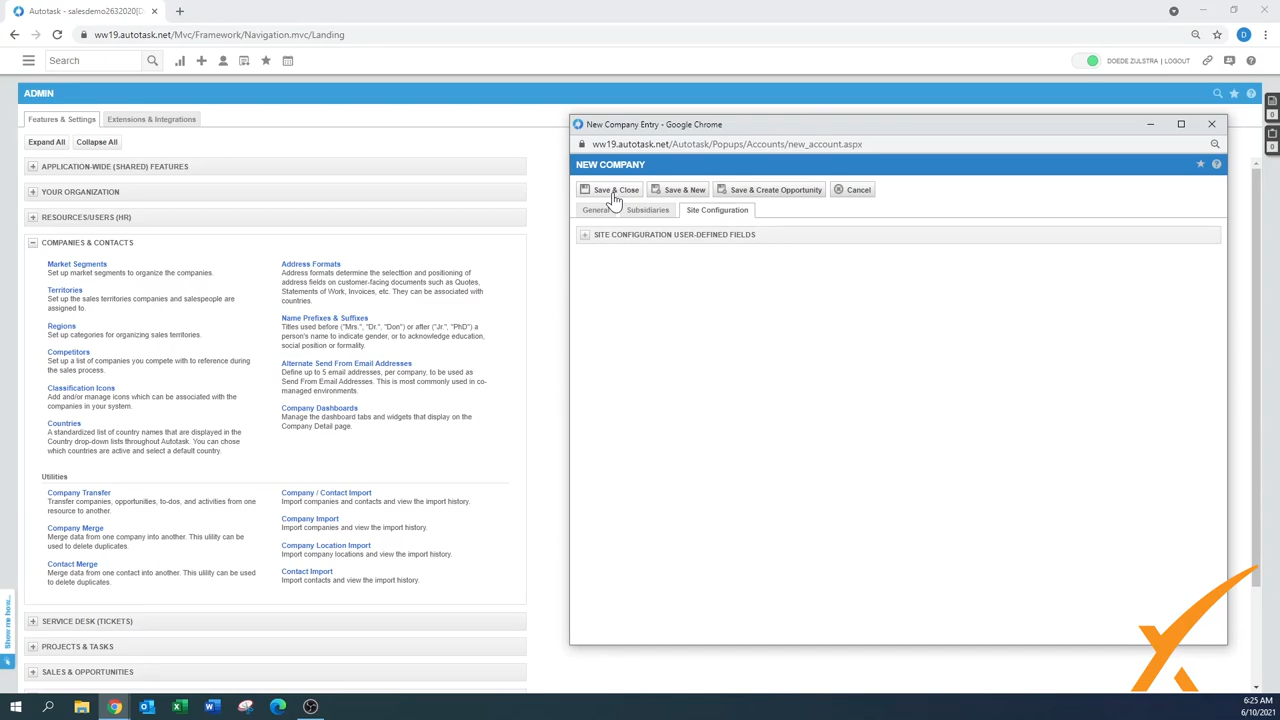 Autotask - salesdemo2632020[D
ww19.autotask.net/Mvc/Framework/Navigation.mvc/Landing
D
Search
DOEDE ZIJLSTRA | LOGOUT
ADMIN
Features & Settings
Extensions & Integrations
Expand All
Collapse All
APPLICATION-WIDE (SHARED) FEATURES
YOUR ORGANIZATION
RESOURCES/USERS (HR)
COMPANIES & CONTACTS
Market Segments
Set up market segments to organize the companies.
Territories
Set up the sales territories companies and salespeople are
assigned to.
Regions
Set up categories for organizing sales territories.
Competitors
Set up a list of companies you compete with to reference during
the sales process.
Classification Icons
Add and/or manage icons which can be associated with the
companies in your system.
Countries
A standardized list of country names that are displayed in the
Country drop-down lists throughout Autotask. You can chose
which countries are active and select a default country.
Address Formats
Address formats determine the selecttion and positioning of
address fields on customer-facing documents such as Quotes,
Statements of Work, Invoices, etc. They can be associated with
countries.
Name Prefixes & Suffixes
Titles used before ("Mrs.", "Dr.", "Don") or after ("Jr.", "PhD") a
person's name to indicate gender, or to acknowledge education,
social position or formality.
Alternate Send From Email Addresses
Define up to 5 email addresses, per company, to be used as
Send From Email Addresses. This is most commonly used in co-
managed environments.
Company Dashboards
Manage the dashboard tabs and widgets that display on the
Company Detail page.
Utilities
Company Transfer
Transfer companies, opportunities, to-dos, and activities from one
resource to another.
Company Merge
Merge data from one company into another. This ulility can be
used to delete duplicates.
Contact Merge
Merge data from one contact into another. This ulility can be used
to delete duplicates.
Company / Contact Import
Import companies and contacts and view the import history.
Company Import
Import companies and view the import history.
Company Location Import
Import company locations and view the import history.
Contact Import
Import contacts and view the import history.
SERVICE DESK (TICKETS)
PROJECTS & TASKS
SALES & OPPORTUNITIES
Show me how...
New Company Entry - Google Chrome
ww19.autotask.net/Autotask/Popups/Accounts/new_account.aspx
NEW COMPANY
Save & Close
Save & New
Save & Create Opportunity
Cancel
General
Subsidiaries
Site Configuration
SITE CONFIGURATION USER-DEFINED FIELDS
0
0
6:25 AM
6/10/2021